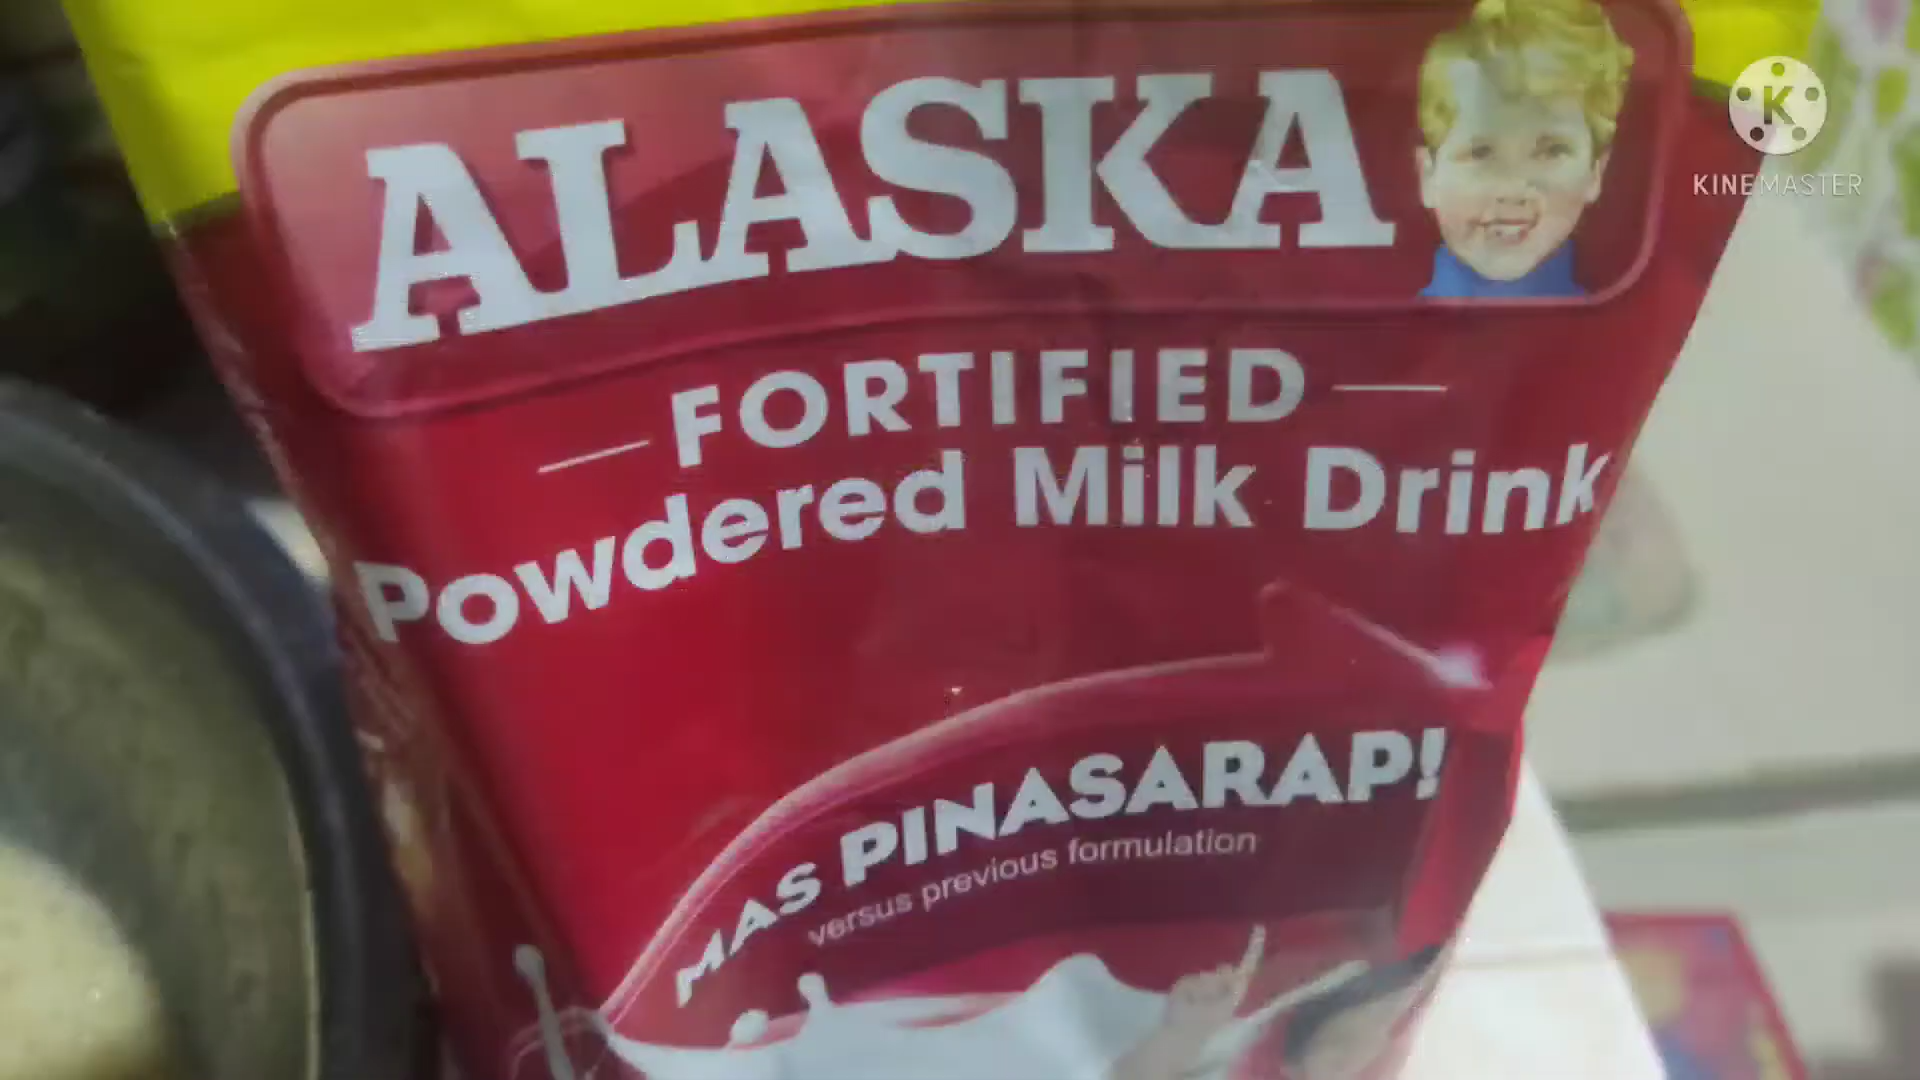 ALASKA
FORTIFIED
Powdered Milk Drink
MAS PINASARAP!
versus previous formulation
K
KINEMASTER